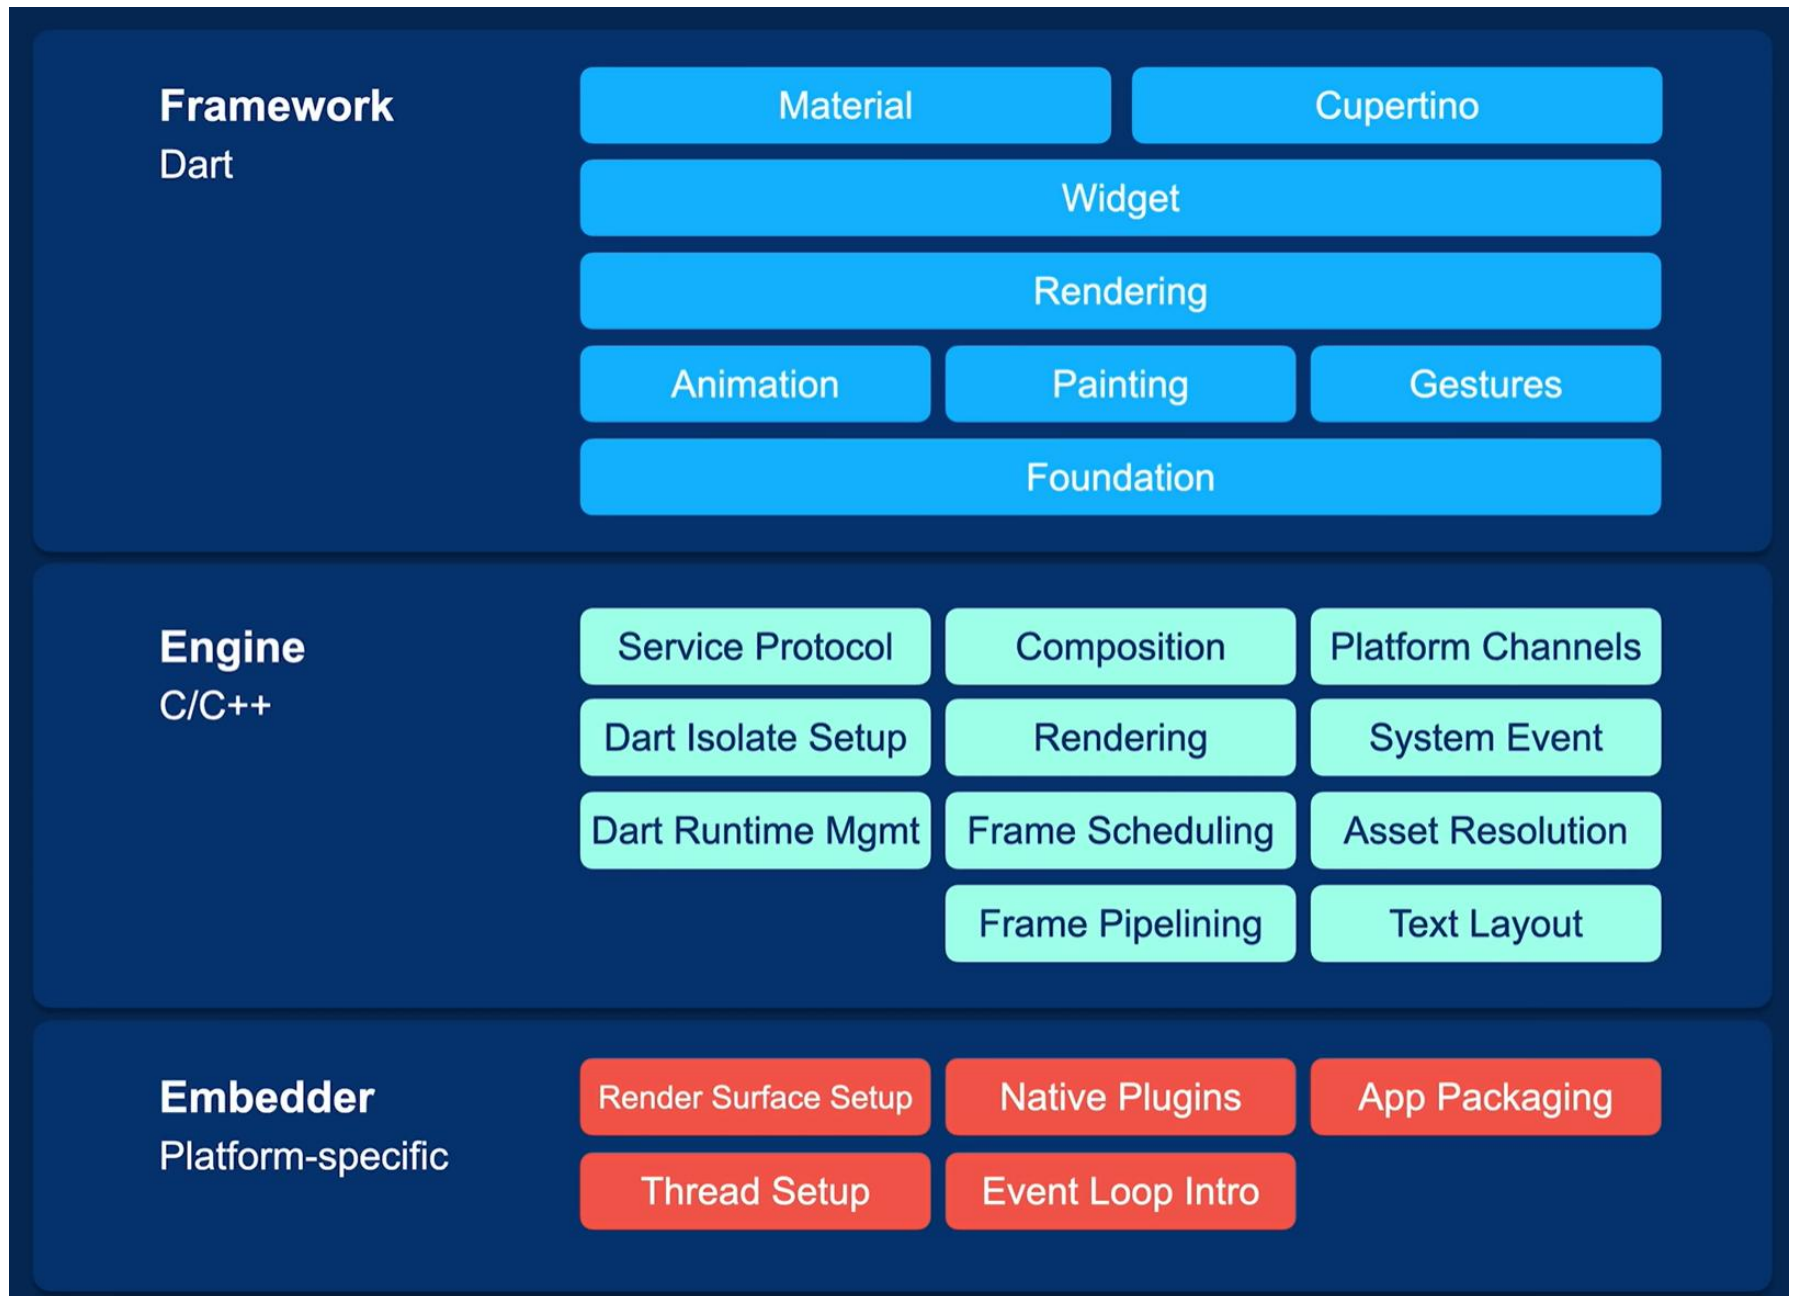 Framework
Dart
Material
Cupertino
Widget
Rendering
Animation
Painting
Gestures
Foundation
Engine
C/C++
Service Protocol
Composition
Platform Channels
Dart Isolate Setup
Rendering
System Event
Dart Runtime Mgmt
Frame Scheduling
Asset Resolution
Frame Pipelining
Text Layout
Embedder
Platform-specific
Render Surface Setup
Native Plugins
App Packaging
Thread Setup
Event Loop Intro